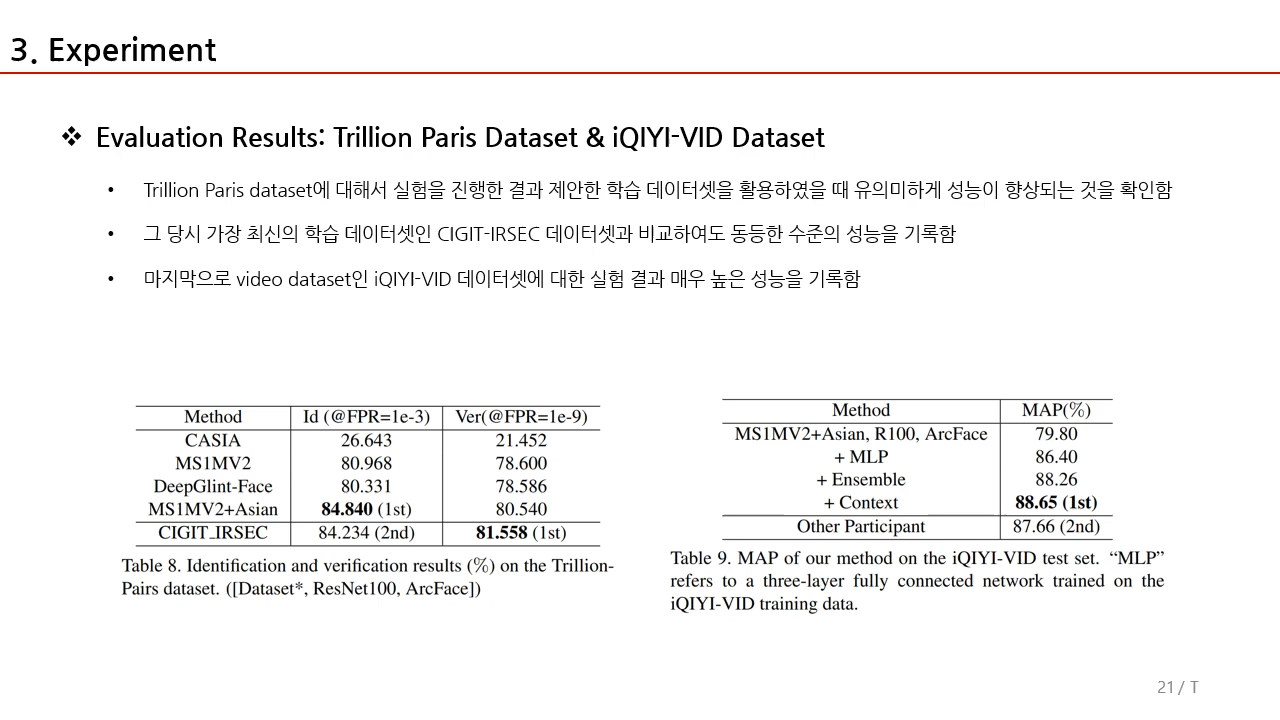 3. Experiment
❖ Evaluation Results: Trillion Paris Dataset & iQIYI-VID Dataset
• Trillion Paris dataset에 대해서 실험을 진행한 결과 제안한 학습 데이터셋을 활용하였을 때 유의미하게 성능이 향상되는 것을 확인함
• 그 당시 가장 최신의 학습 데이터셋인 CIGIT-IRSEC 데이터셋과 비교하여도 동등한 수준의 성능을 기록함
• 마지막으로 video dataset인 iQIYI-VID 데이터셋에 대한 실험 결과 매우 높은 성능을 기록함
Method Id (@FPR=1e-3) Ver(@FPR=1e-9)
CASIA 26.643 21.452
MS1MV2 80.968 78.600
DeepGlint-Face 80.331 78.586
MS1MV2+Asian 84.840 (1st) 80.540
CIGIT_IRSEC 84.234 (2nd) 81.558 (1st)
Table 8. Identification and verification results (%) on the Trillion-
Pairs dataset. ([Dataset*, ResNet100, ArcFace])
Method MAP(%)
MS1MV2+Asian, R100, ArcFace 79.80
+ MLP 86.40
+ Ensemble 88.26
+ Context 88.65 (1st)
Other Participant 87.66 (2nd)
Table 9. MAP of our method on the iQIYI-VID test set. “MLP”
refers to a three-layer fully connected network trained on the
iQIYI-VID training data.
21 / T